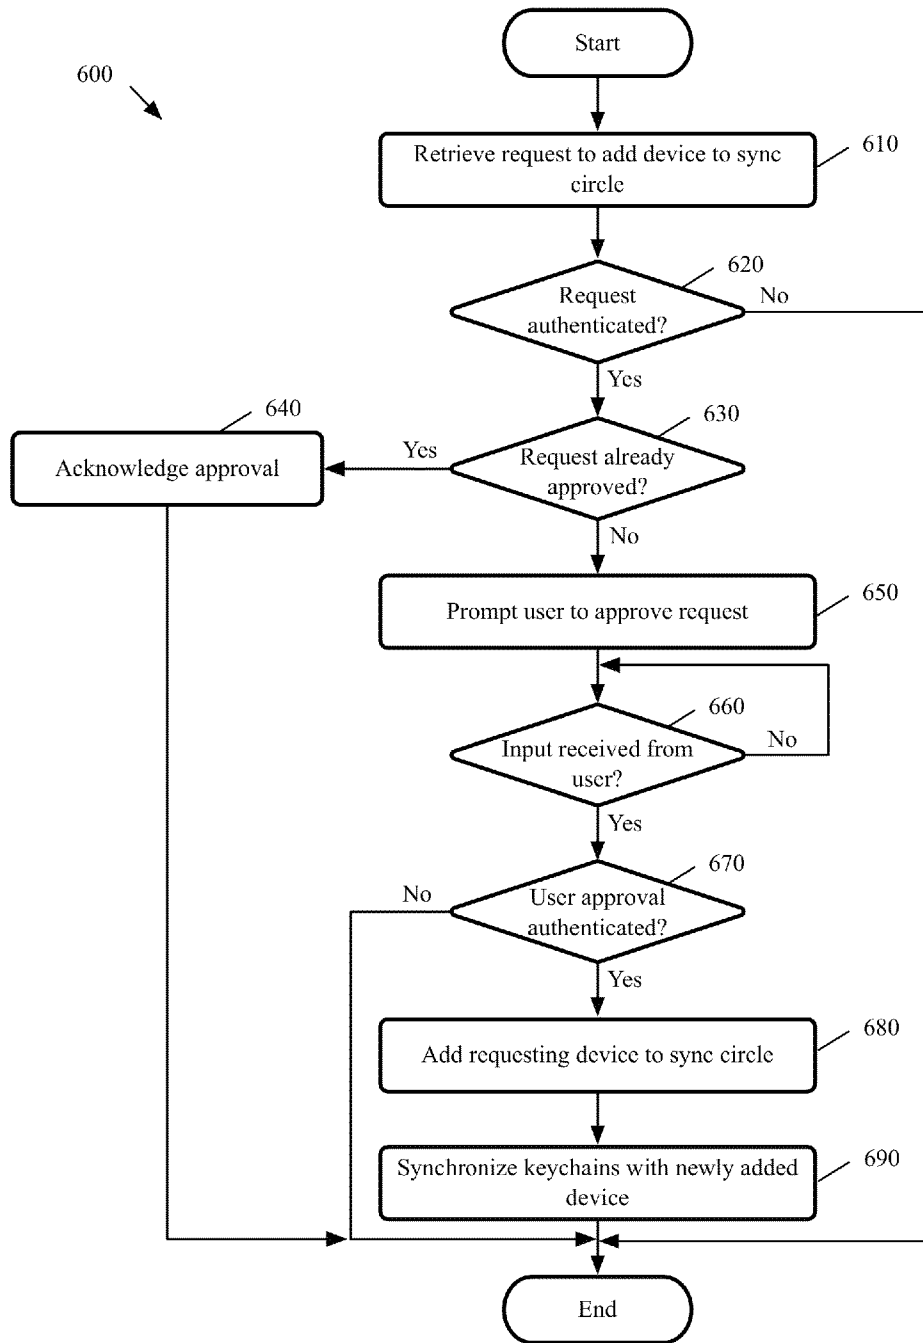 Start
600
Retrieve request to add device to sync
circle
610
620
Request
authenticated?
No
Yes
640
630
Acknowledge approval
Yes
Request already
approved?
No
Prompt user to approve request
650
660
Input received from
user?
No
Yes
670
No
User approval
authenticated?
Yes
Add requesting device to sync circle
680
Synchronize keychains with newly added
device
690
End